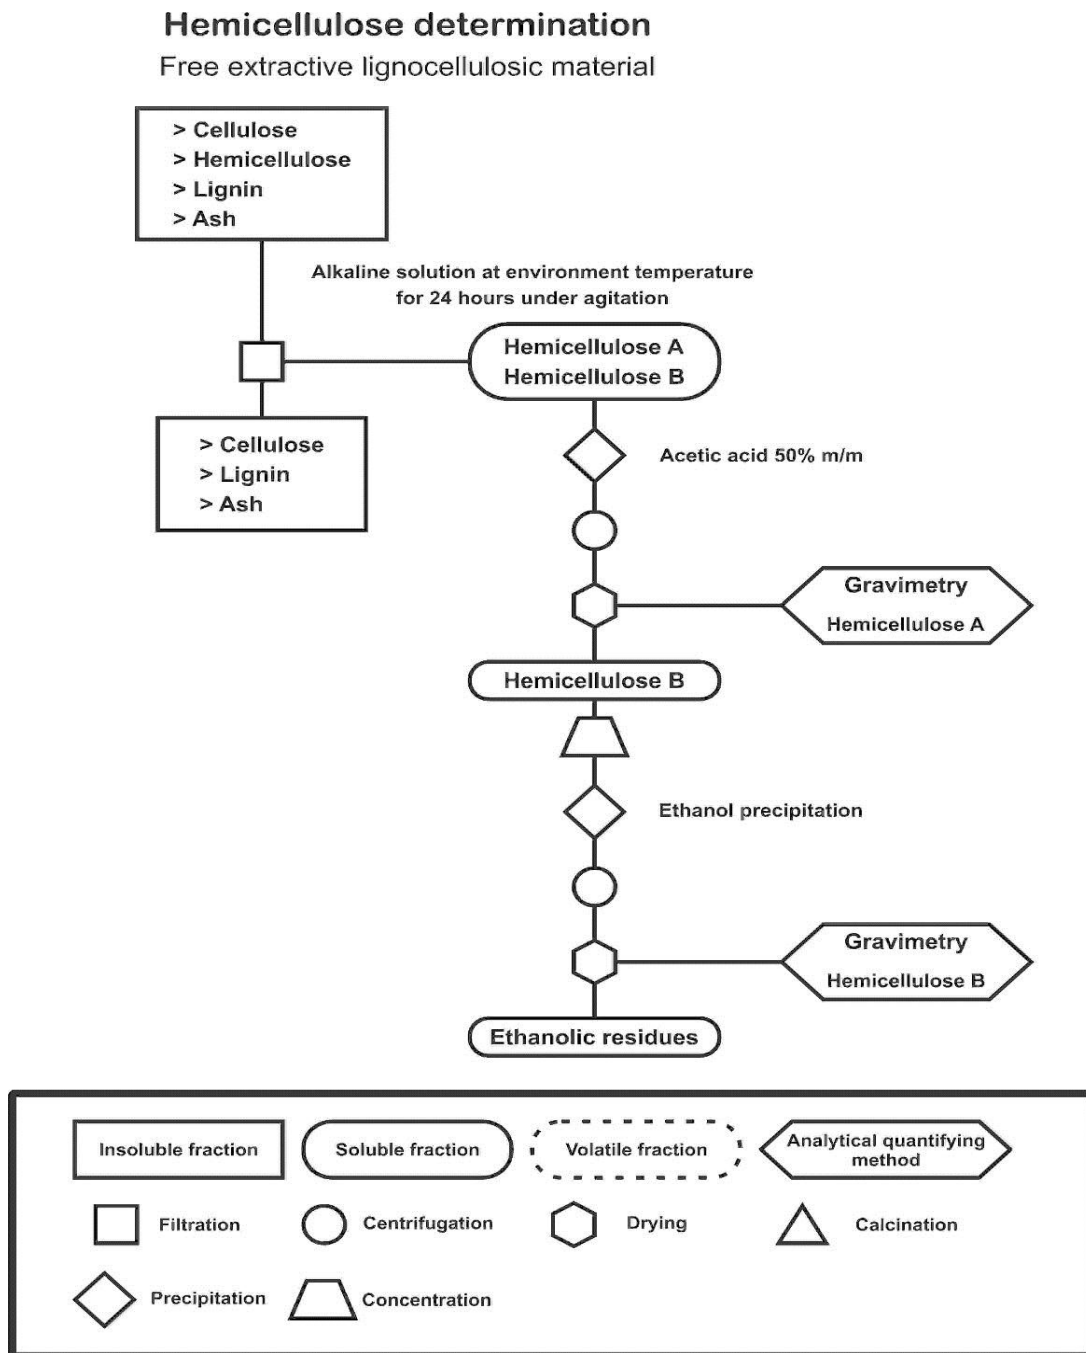 Hemicellulose determination
Free extractive lignocellulosic material
> Cellulose
> Hemicellulose
> Lignin
> Ash
Alkaline solution at environment temperature
for 24 hours under agitation
Hemicellulose A
Hemicellulose B
> Cellulose
> Lignin
> Ash
Acetic acid 50% m/m
Gravimetry
Hemicellulose A
Hemicellulose B
Ethanol precipitation
Gravimetry
Hemicellulose B
Ethanolic residues
Insoluble fraction
Soluble fraction
Volatile fraction
Analytical quantifying
method
Filtration
Centrifugation
Drying
Calcination
Precipitation
Concentration